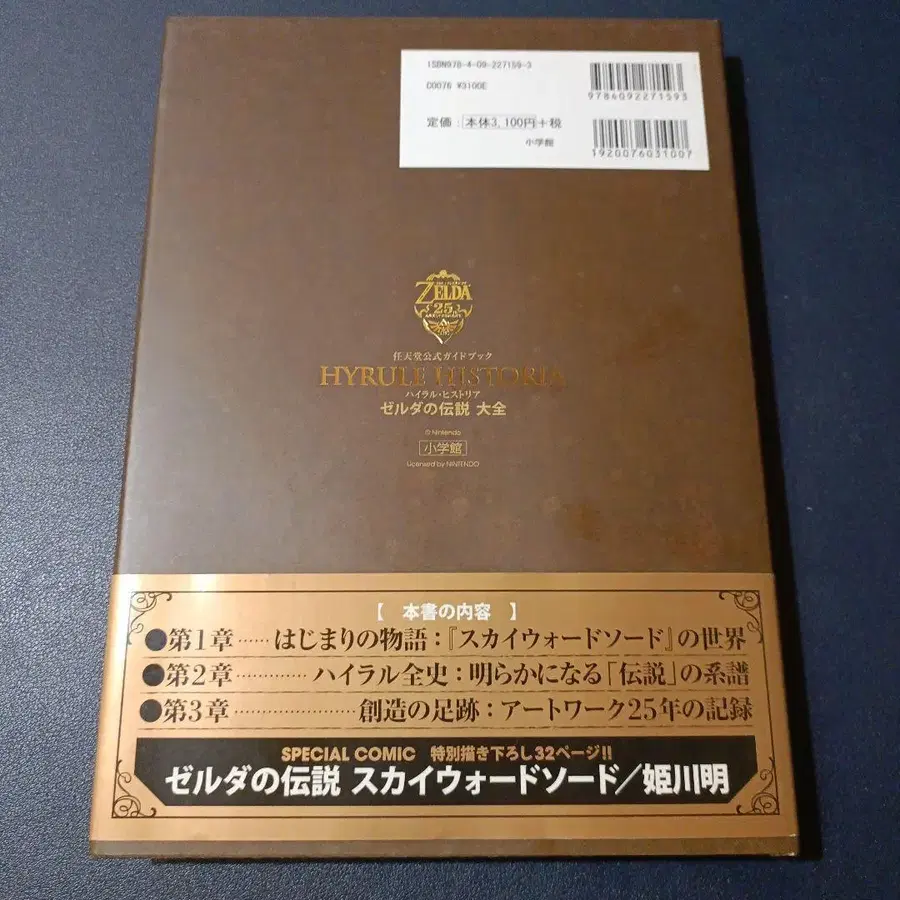 ISBN978-4-09-227159-3
C0076 ¥3100E
9784092271593
定価：本体3,100円＋税
小学館
1920076031007
ZELDA
25
任天堂公式ガイドブック
HYRULE HISTORIA
ハイラル・ヒストリア
ゼルダの伝説 大全
© Nintendo
小学館
Licensed by NINTENDO
【 本書の内容 】
●第1章……はじまりの物語：『スカイウォードソード』の世界
●第2章…………ハイラル全史：明らかになる「伝説」の系譜
●第3章…………………創造の足跡：アートワーク25年の記録
SPECIAL COMIC 特別描き下ろし32ページ!!
ゼルダの伝説 スカイウォードソード／姫川明